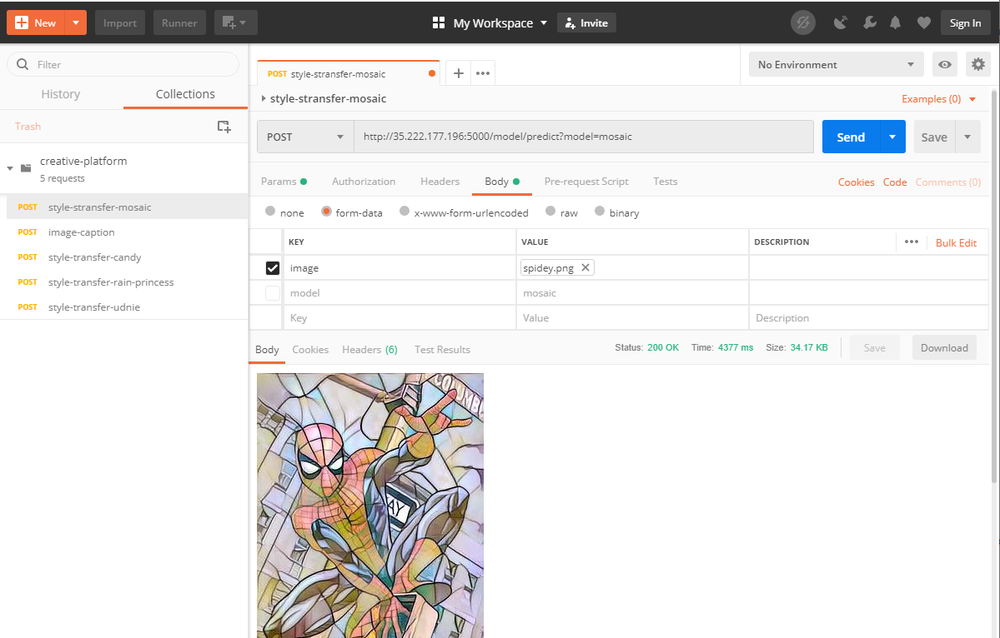 New Import Runner My Workspace Invite Sign In
Filter
History Collections
Trash
creative-platform
5 requests
POST style-stransfer-mosaic
POST image-caption
POST style-transfer-candy
POST style-transfer-rain-princess
POST style-transfer-udnie
POST style-stransfer-mosaic
No Environment
style-stransfer-mosaic Examples (0)
POST http://35.222.177.196:5000/model/predict?model=mosaic Send Save
Params Authorization Headers Body Pre-request Script Tests Cookies Code Comments (0)
none form-data x-www-form-urlencoded raw binary
KEY VALUE DESCRIPTION Bulk Edit
image spidey.png
model mosaic
Key Value Description
Body Cookies Headers (6) Test Results Status: 200 OK Time: 4377 ms Size: 34.17 KB Save Download
COLUMB
AY